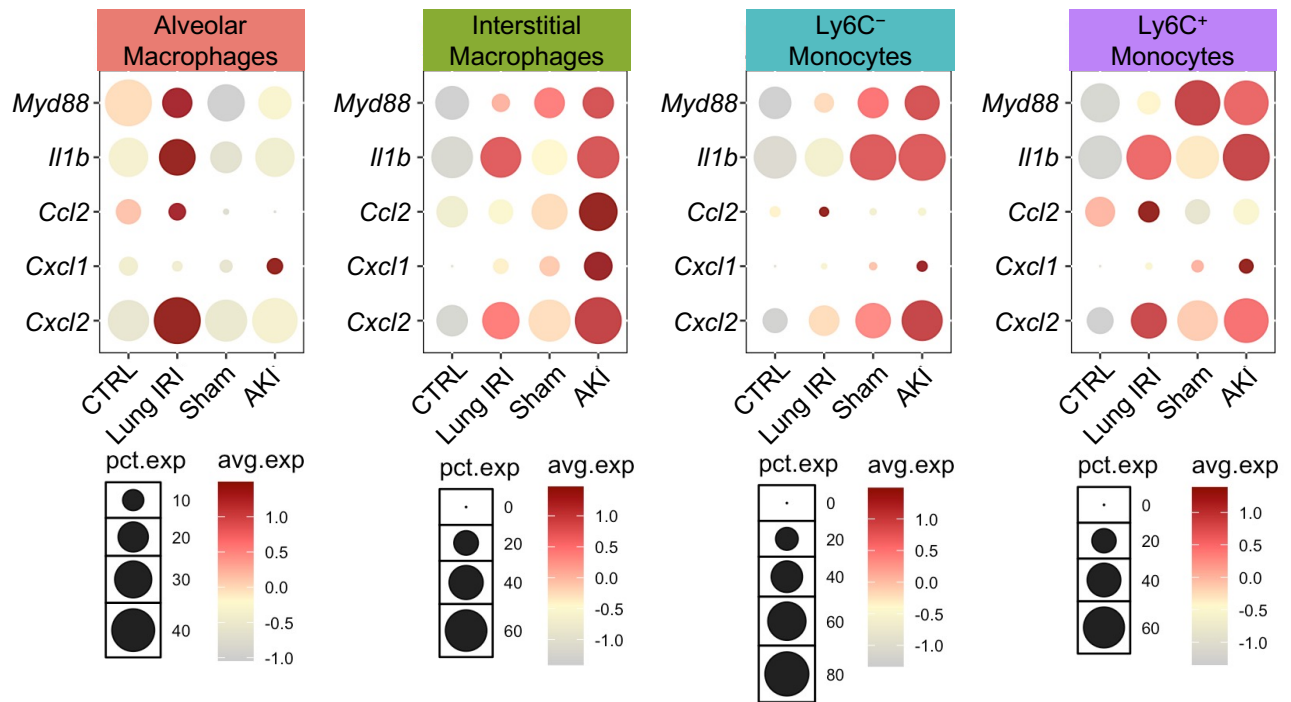 Alveolar
Macrophages
Interstitial
Macrophages
Ly6C⁻
Monocytes
Ly6C⁺
Monocytes
Myd88
Il1b
Ccl2
Cxcl1
Cxcl2
CTRL
Lung IRI
Sham
AKI
pct.exp
10
20
30
40
avg.exp
1.0
0.5
0.0
-0.5
-1.0
Myd88
Il1b
Ccl2
Cxcl1
Cxcl2
CTRL
Lung IRI
Sham
AKI
pct.exp
0
20
40
60
avg.exp
1.0
0.5
0.0
-0.5
-1.0
Myd88
Il1b
Ccl2
Cxcl1
Cxcl2
CTRL
Lung IRI
Sham
AKI
pct.exp
0
20
40
60
80
avg.exp
1.0
0.5
0.0
-0.5
-1.0
Myd88
Il1b
Ccl2
Cxcl1
Cxcl2
CTRL
Lung IRI
Sham
AKI
pct.exp
0
20
40
60
avg.exp
1.0
0.5
0.0
-0.5
-1.0